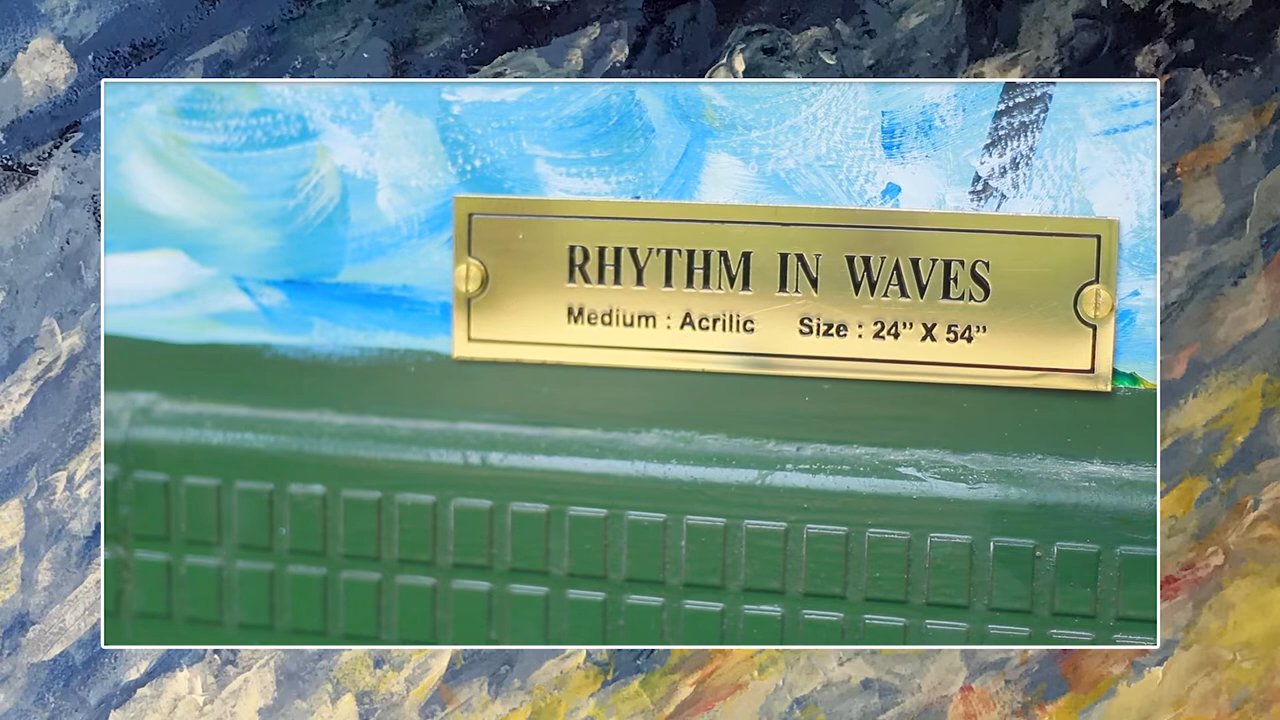 RHYTHM IN WAVES
Medium : Acrilic Size : 24” X 54”